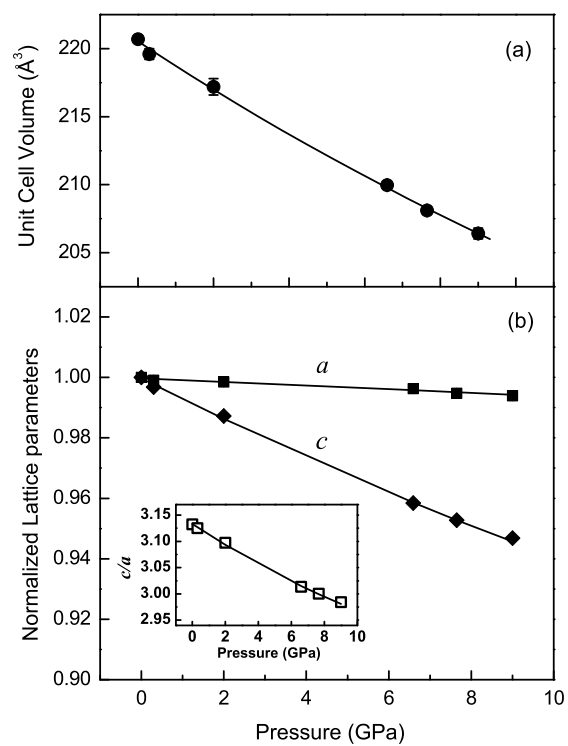 220
215
210
205
Unit Cell Volume (Å³)
(a)
1.02
1.00
0.98
0.96
0.94
0.92
0.90
Normalized Lattice parameters
(b)
a
c
3.15
3.10
3.05
3.00
2.95
c/a
0 2 4 6 8 10
Pressure (GPa)
0 2 4 6 8 10
Pressure (GPa)